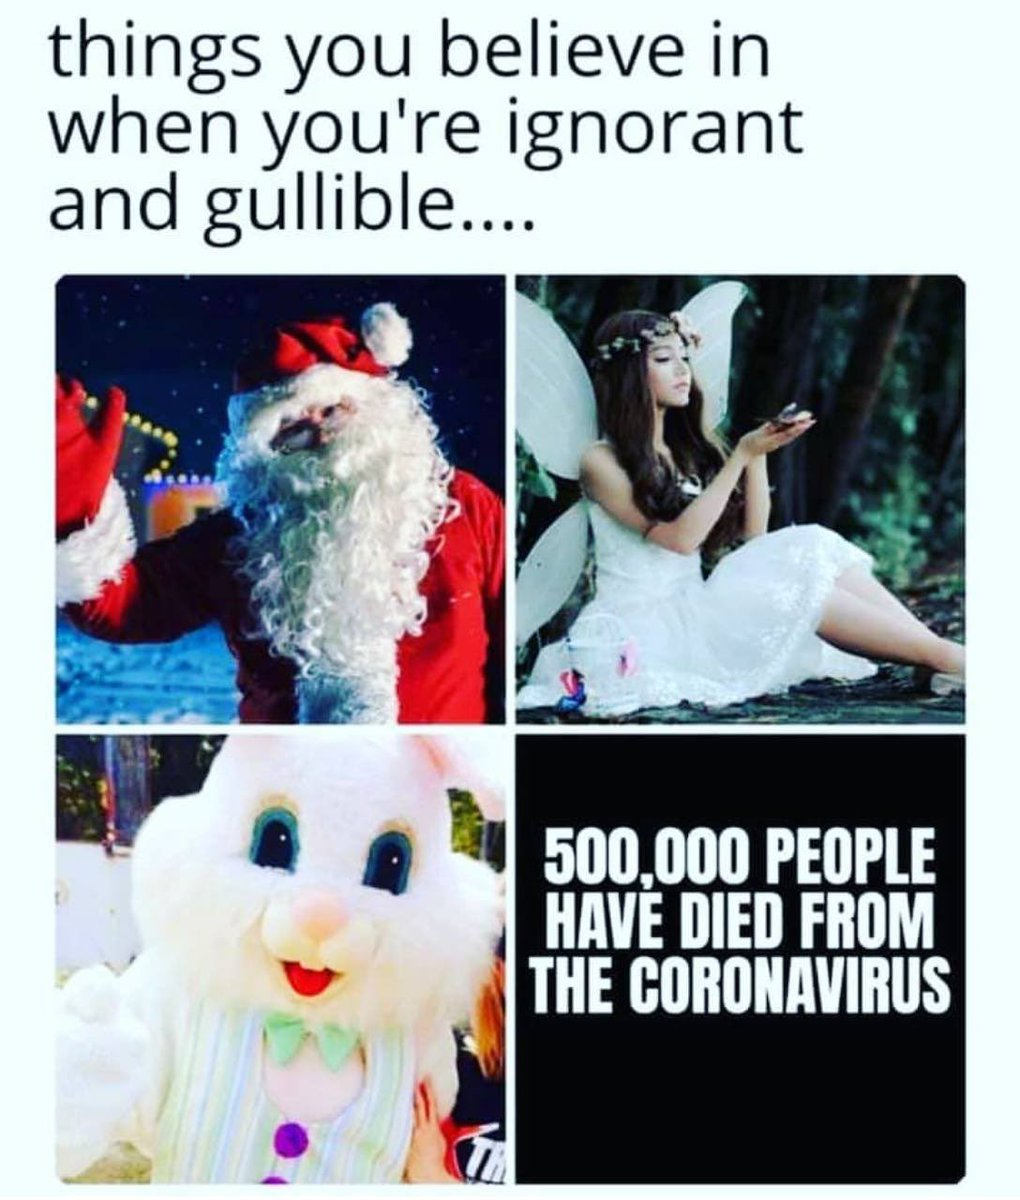 things you believe in
when you're ignorant
and gullible....
500,000 PEOPLE
HAVE DIED FROM
THE CORONAVIRUS